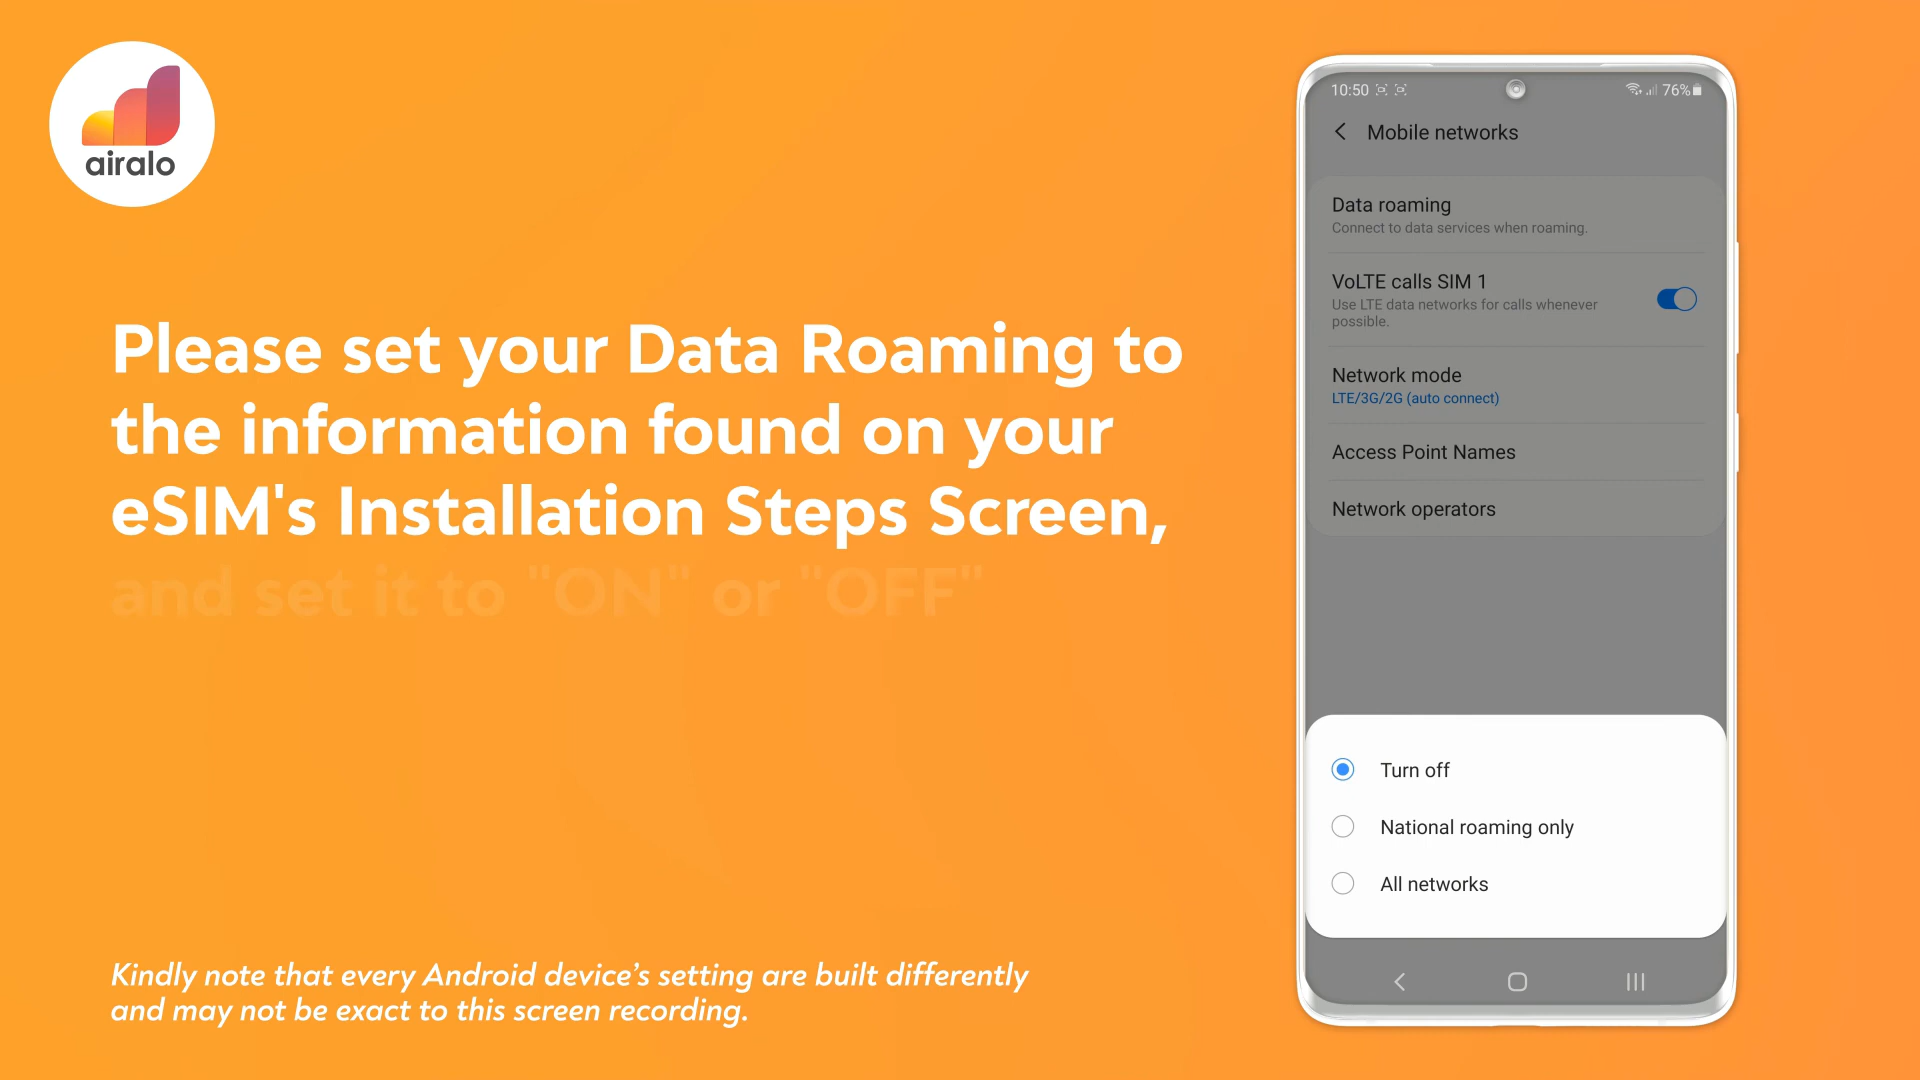 airalo
Please set your Data Roaming to
the information found on your
eSIM's Installation Steps Screen,
and set it to "ON" or "OFF"
Kindly note that every Android device’s setting are built differently
and may not be exact to this screen recording.
10:50
76%
Mobile networks
Data roaming
Connect to data services when roaming.
VoLTE calls SIM 1
Use LTE data networks for calls whenever
possible.
Network mode
LTE/3G/2G (auto connect)
Access Point Names
Network operators
Turn off
National roaming only
All networks